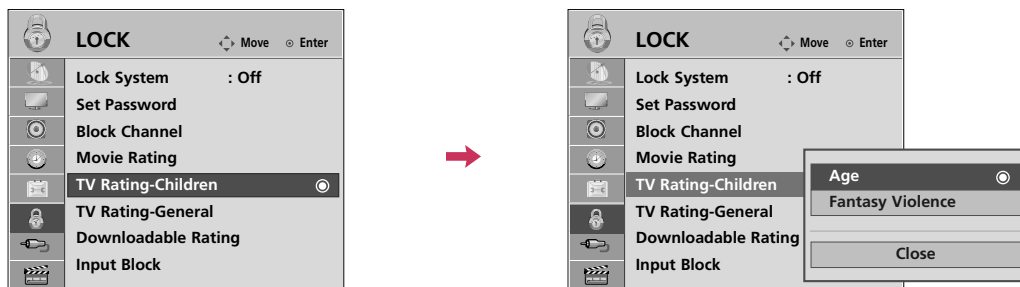 LOCK
Move
Enter
Lock System : Off
Set Password
Block Channel
Movie Rating
TV Rating-Children
TV Rating-General
Downloadable Rating
Input Block
LOCK
Move
Enter
Lock System : Off
Set Password
Block Channel
Movie Rating
TV Rating-Children
TV Rating-General
Downloadable Rating
Input Block
Age
Fantasy Violence
Close